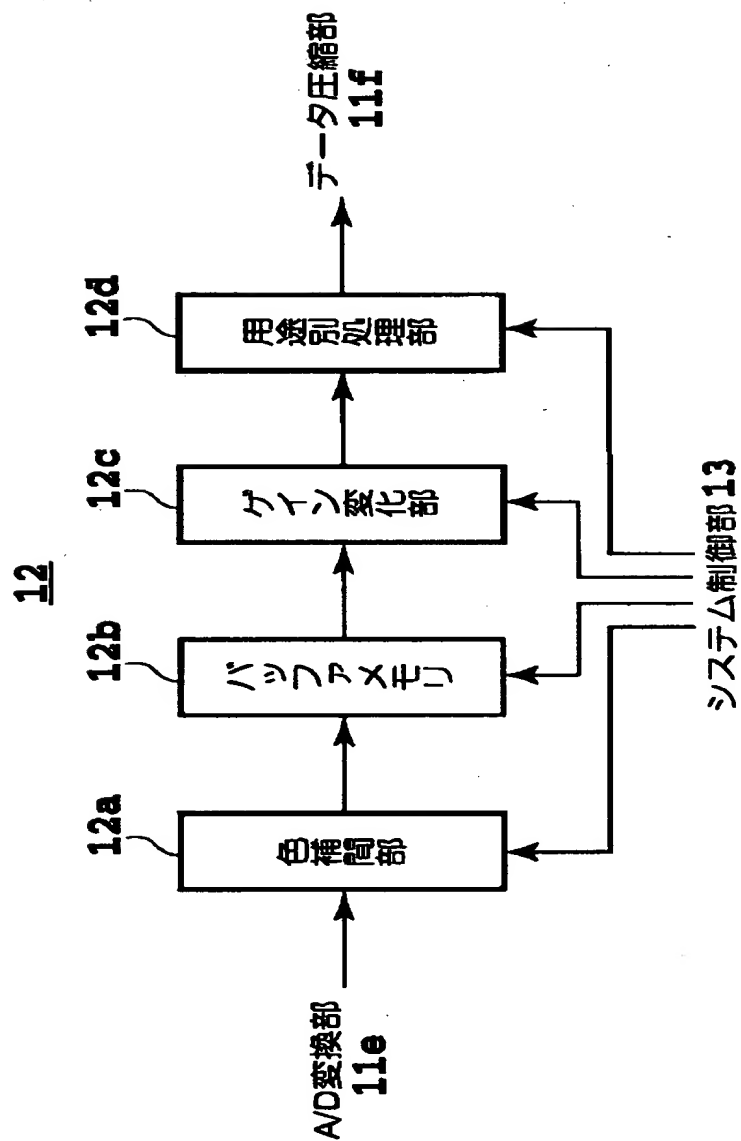 12
12a
12b
12c
12d
A/D変換部
11e
色補間部
バッファメモリ
ゲイン変化部
用途別処理部
データ圧縮部
11f
システム制御部 13